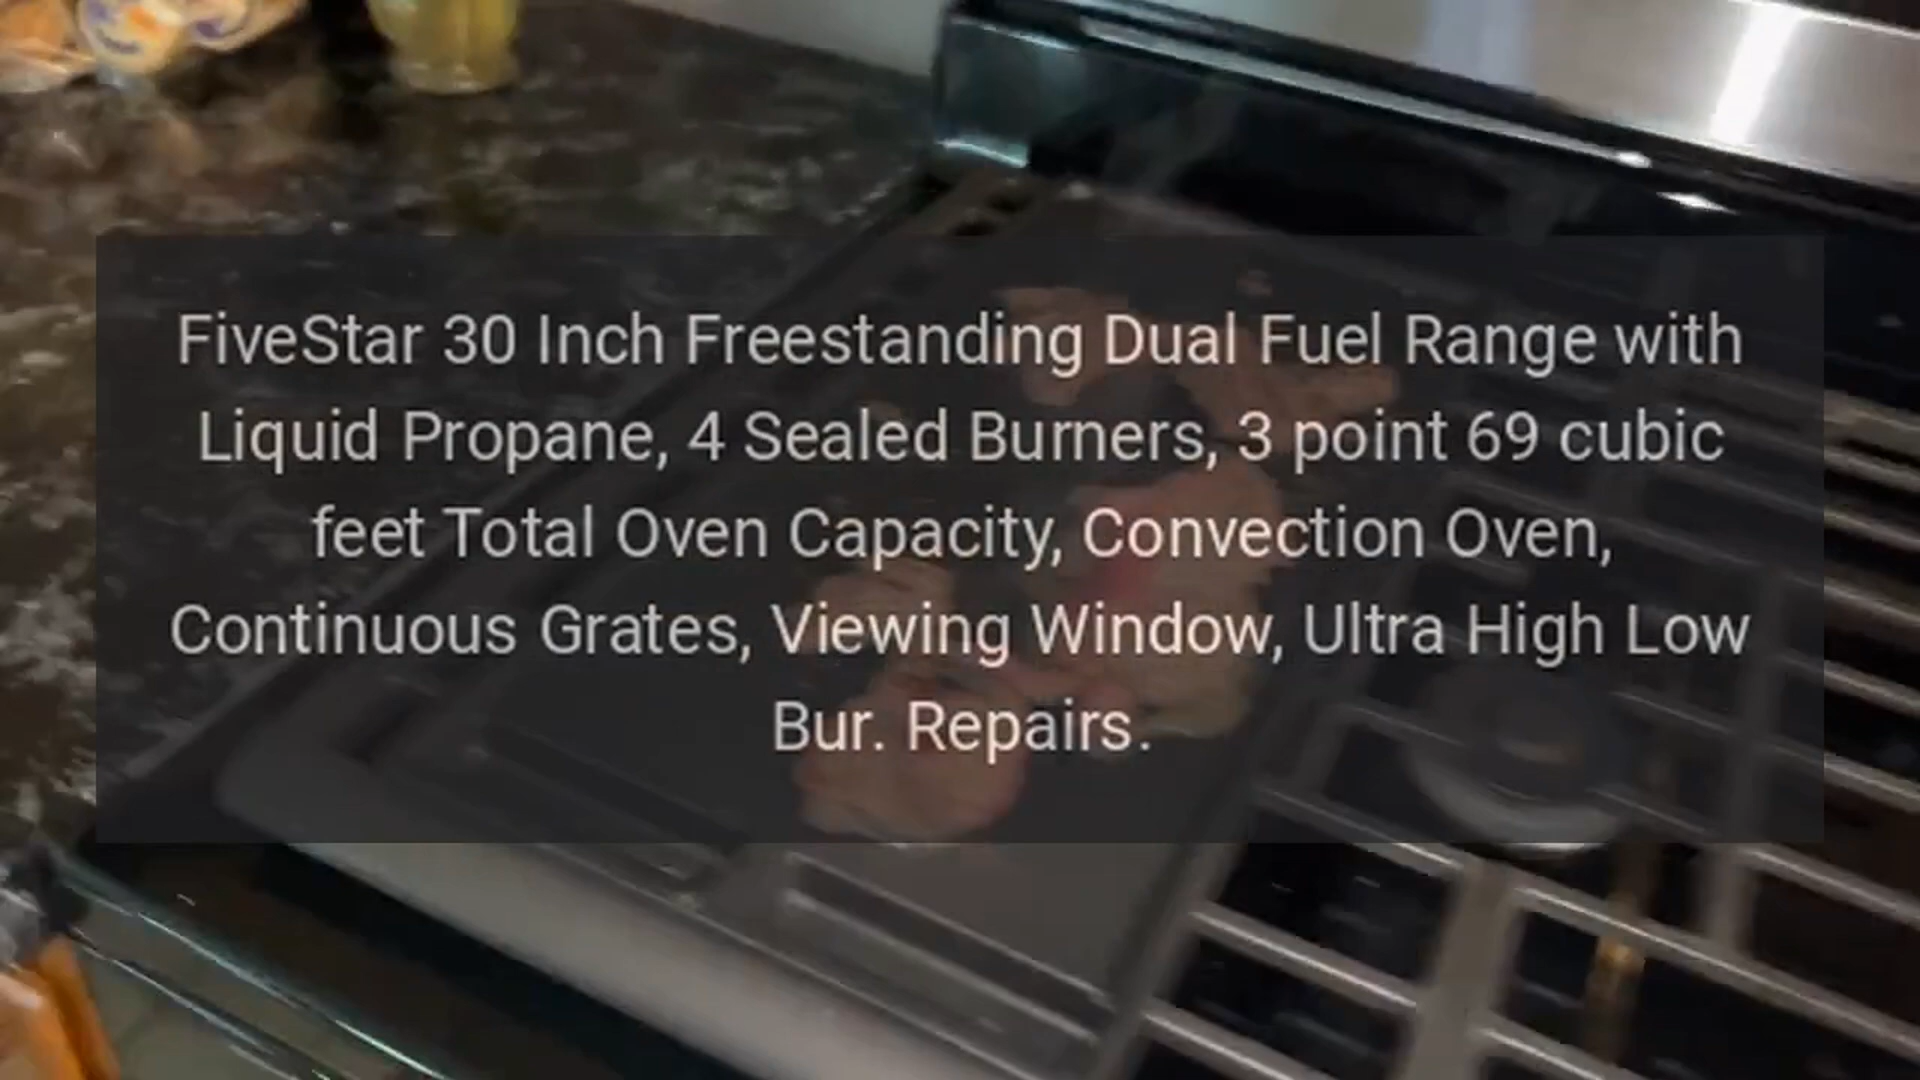 FiveStar 30 Inch Freestanding Dual Fuel Range with
Liquid Propane, 4 Sealed Burners, 3 point 69 cubic
feet Total Oven Capacity, Convection Oven,
Continuous Grates, Viewing Window, Ultra High Low
Bur. Repairs.